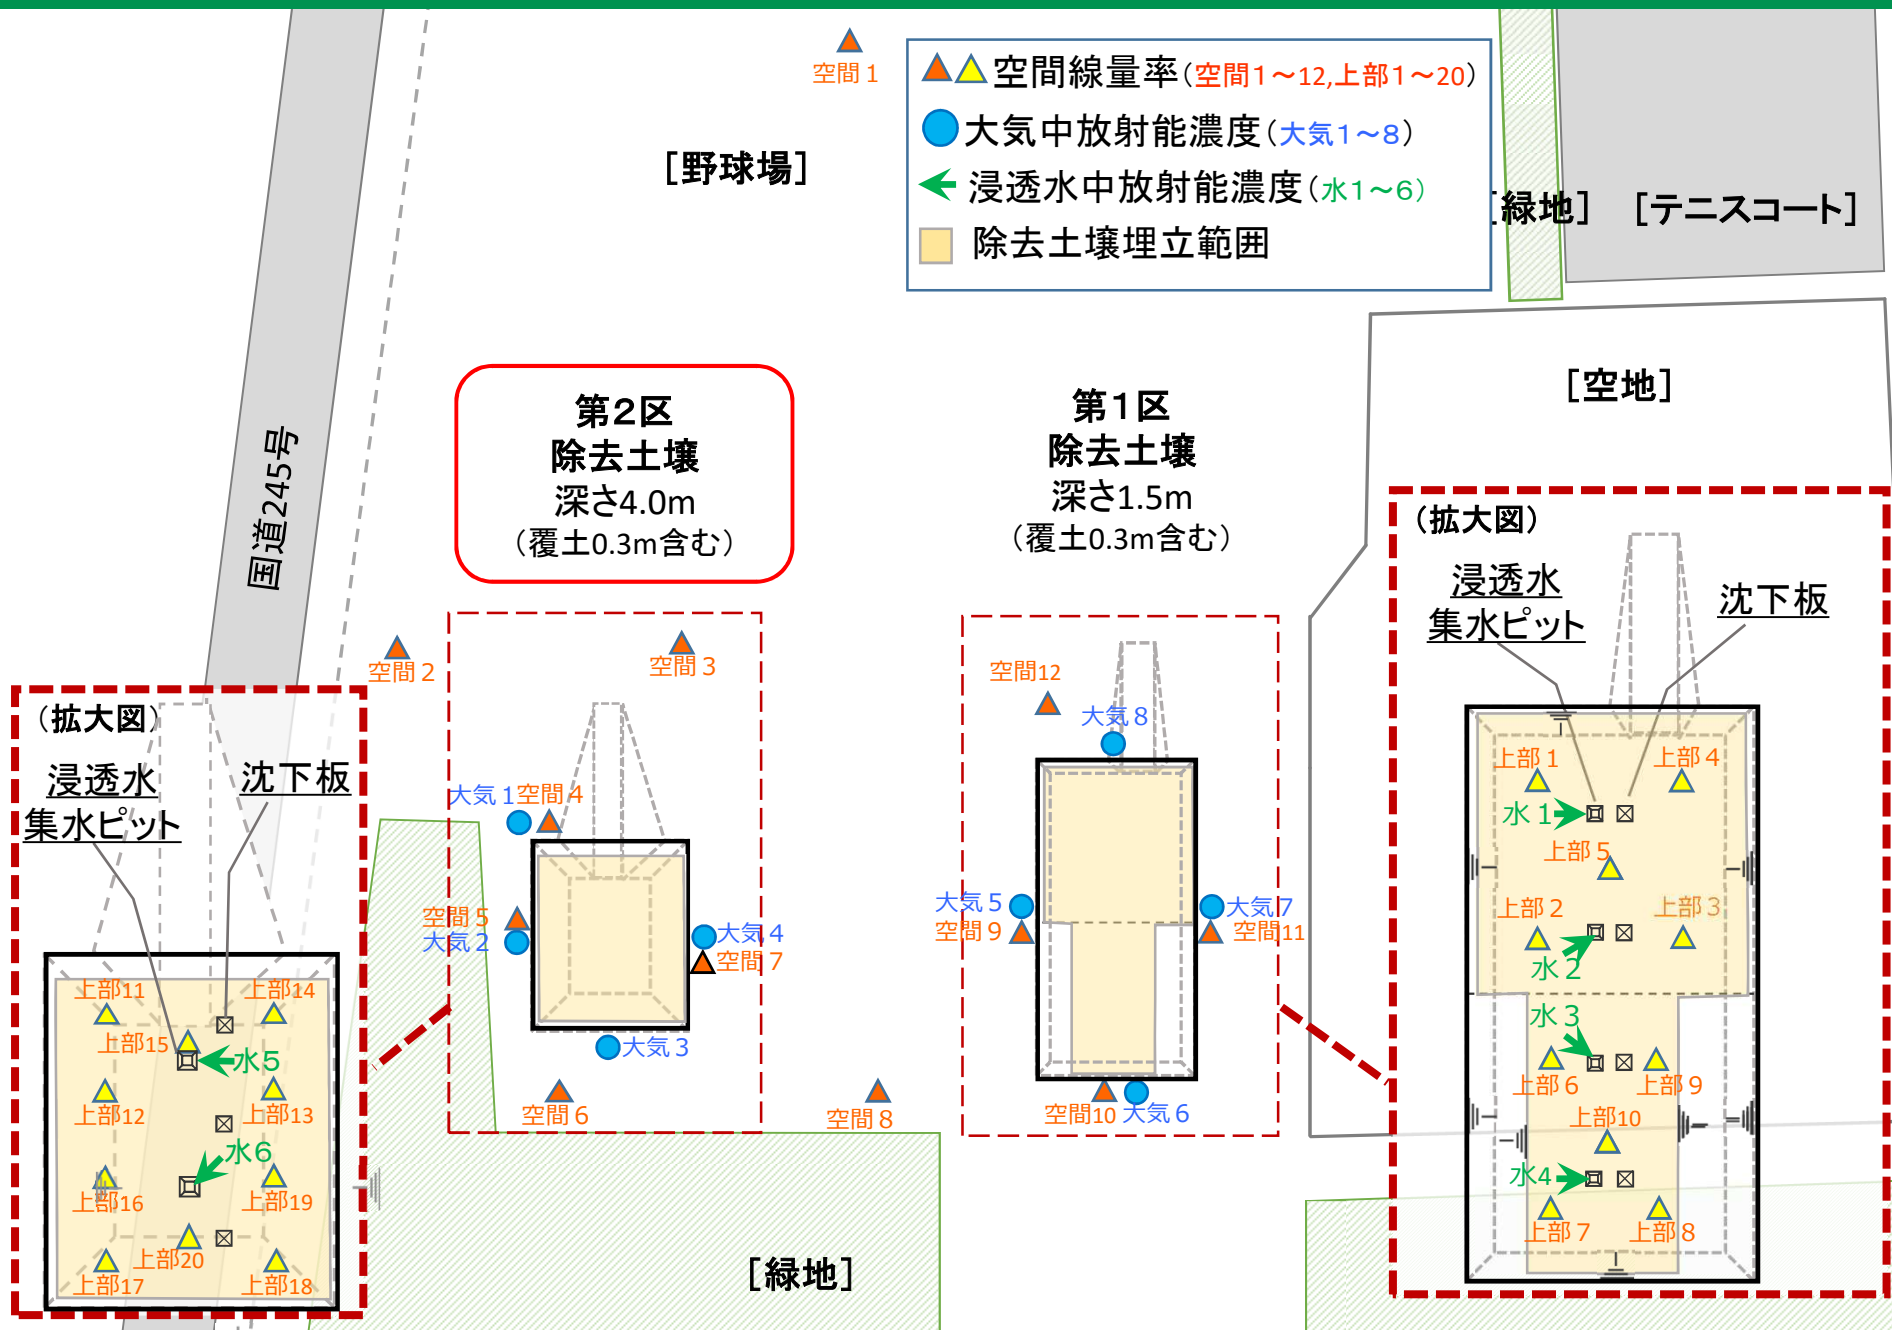 空間1
空間線量率（空間1～12,上部1～20）
大気中放射能濃度（大気1～8）
浸透水中放射能濃度（水1～6）
除去土壌埋立範囲
［野球場］
［緑地］
［テニスコート］
［空地］
国道245号
第2区
除去土壌
深さ4.0m
（覆土0.3m含む）
第1区
除去土壌
深さ1.5m
（覆土0.3m含む）
空間2
空間3
大気1
空間4
空間5
大気2
大気4
空間7
大気3
空間6
空間8
空間12
大気8
大気5
空間9
大気7
空間11
空間10
大気6
［緑地］
（拡大図）
浸透水
集水ピット
沈下板
上部11
上部14
上部15
水5
上部12
上部13
水6
上部16
上部19
上部20
上部17
上部18
（拡大図）
浸透水
集水ピット
沈下板
上部1
上部4
水1
上部5
上部2
上部3
水2
水3
上部6
上部9
上部10
水4
上部7
上部8